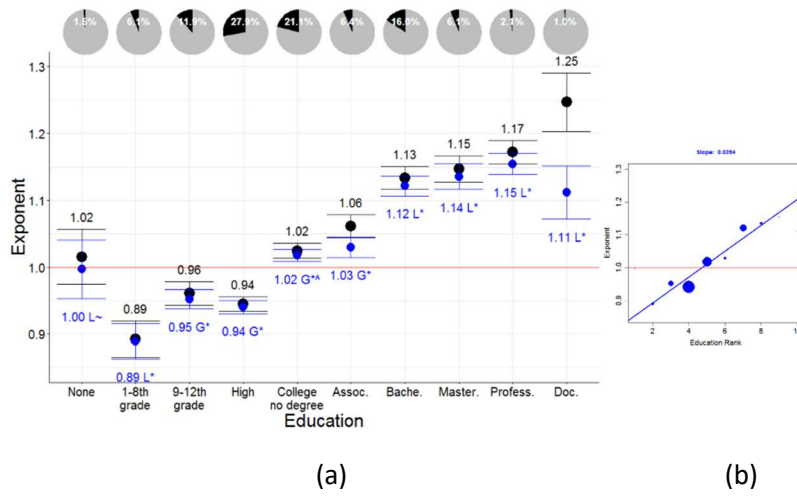 1.5% 6.1% 11.9% 27.9% 21.1% 6.4% 16.0% 6.1% 2.1% 1.0%
1.3
1.2
1.1
1.0
0.9
Exponent
1.02 0.89 0.96 0.94 1.02 1.06 1.13 1.15 1.17 1.25
1.00 L~ 0.89 L* 0.95 G* 0.94 G* 1.02 G*^ 1.03 G* 1.12 L* 1.14 L* 1.15 L* 1.11 L*
None 1-8th 9-12th High College Assoc. Bache. Master. Profess. Doc.
grade grade no degree
Education
(a)
Slope: 0.0394
1.3
1.2
1.1
1.0
0.9
Exponent
2 4 6 8
Education Rank
(b)